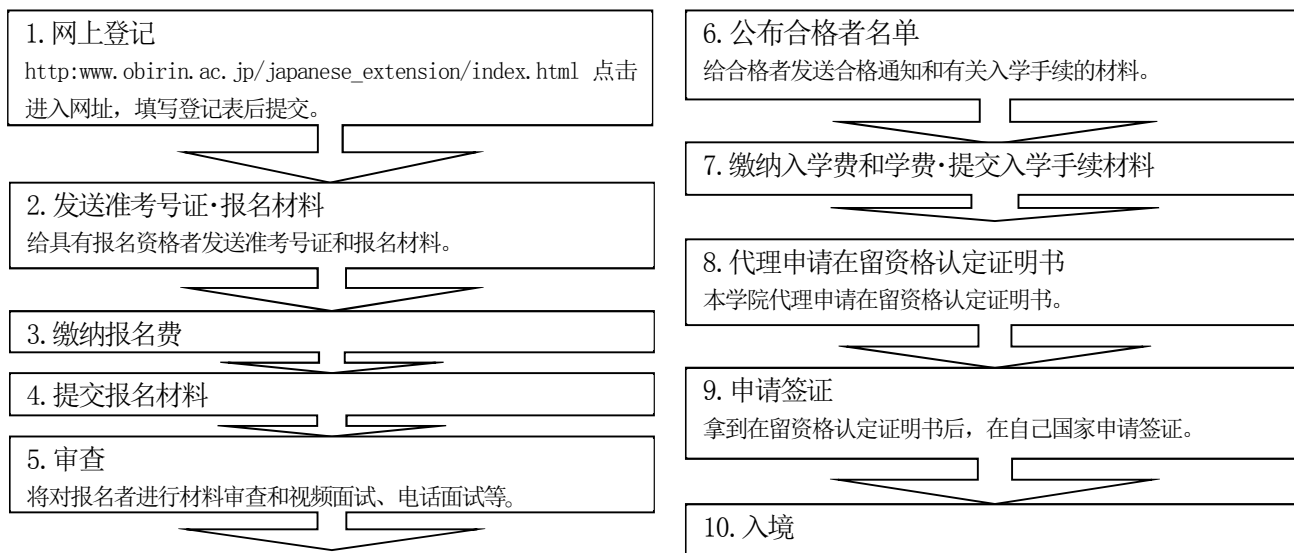 1.网上登记
http:www.obirin.ac.jp/japanese_extension/index.html 点击
进入网址，填写登记表后提交。
2.发送准考号证·报名材料
给具有报名资格者发送准考号证和报名材料。
3.缴纳报名费
4.提交报名材料
5.审查
将对报名者进行材料审查和视频面试、电话面试等。
6.公布合格者名单
给合格者发送合格通知和有关入学手续的材料。
7.缴纳入学费和学费·提交入学手续材料
8.代理申请在留资格认定证明书
本学院代理申请在留资格认定证明书。
9.申请签证
拿到在留资格认定证明书后，在自己国家申请签证。
10.入境